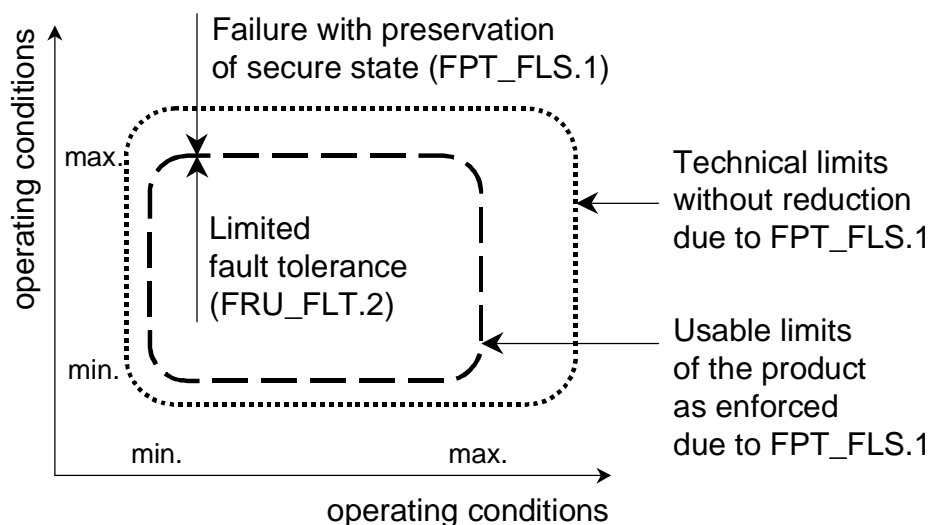 Failure with preservation
of secure state (FPT_FLS.1)
operating conditions
max.
Limited
fault tolerance
(FRU_FLT.2)
min.
Technical limits
without reduction
due to FPT_FLS.1
Usable limits
of the product
as enforced
due to FPT_FLS.1
min.
max.
operating conditions